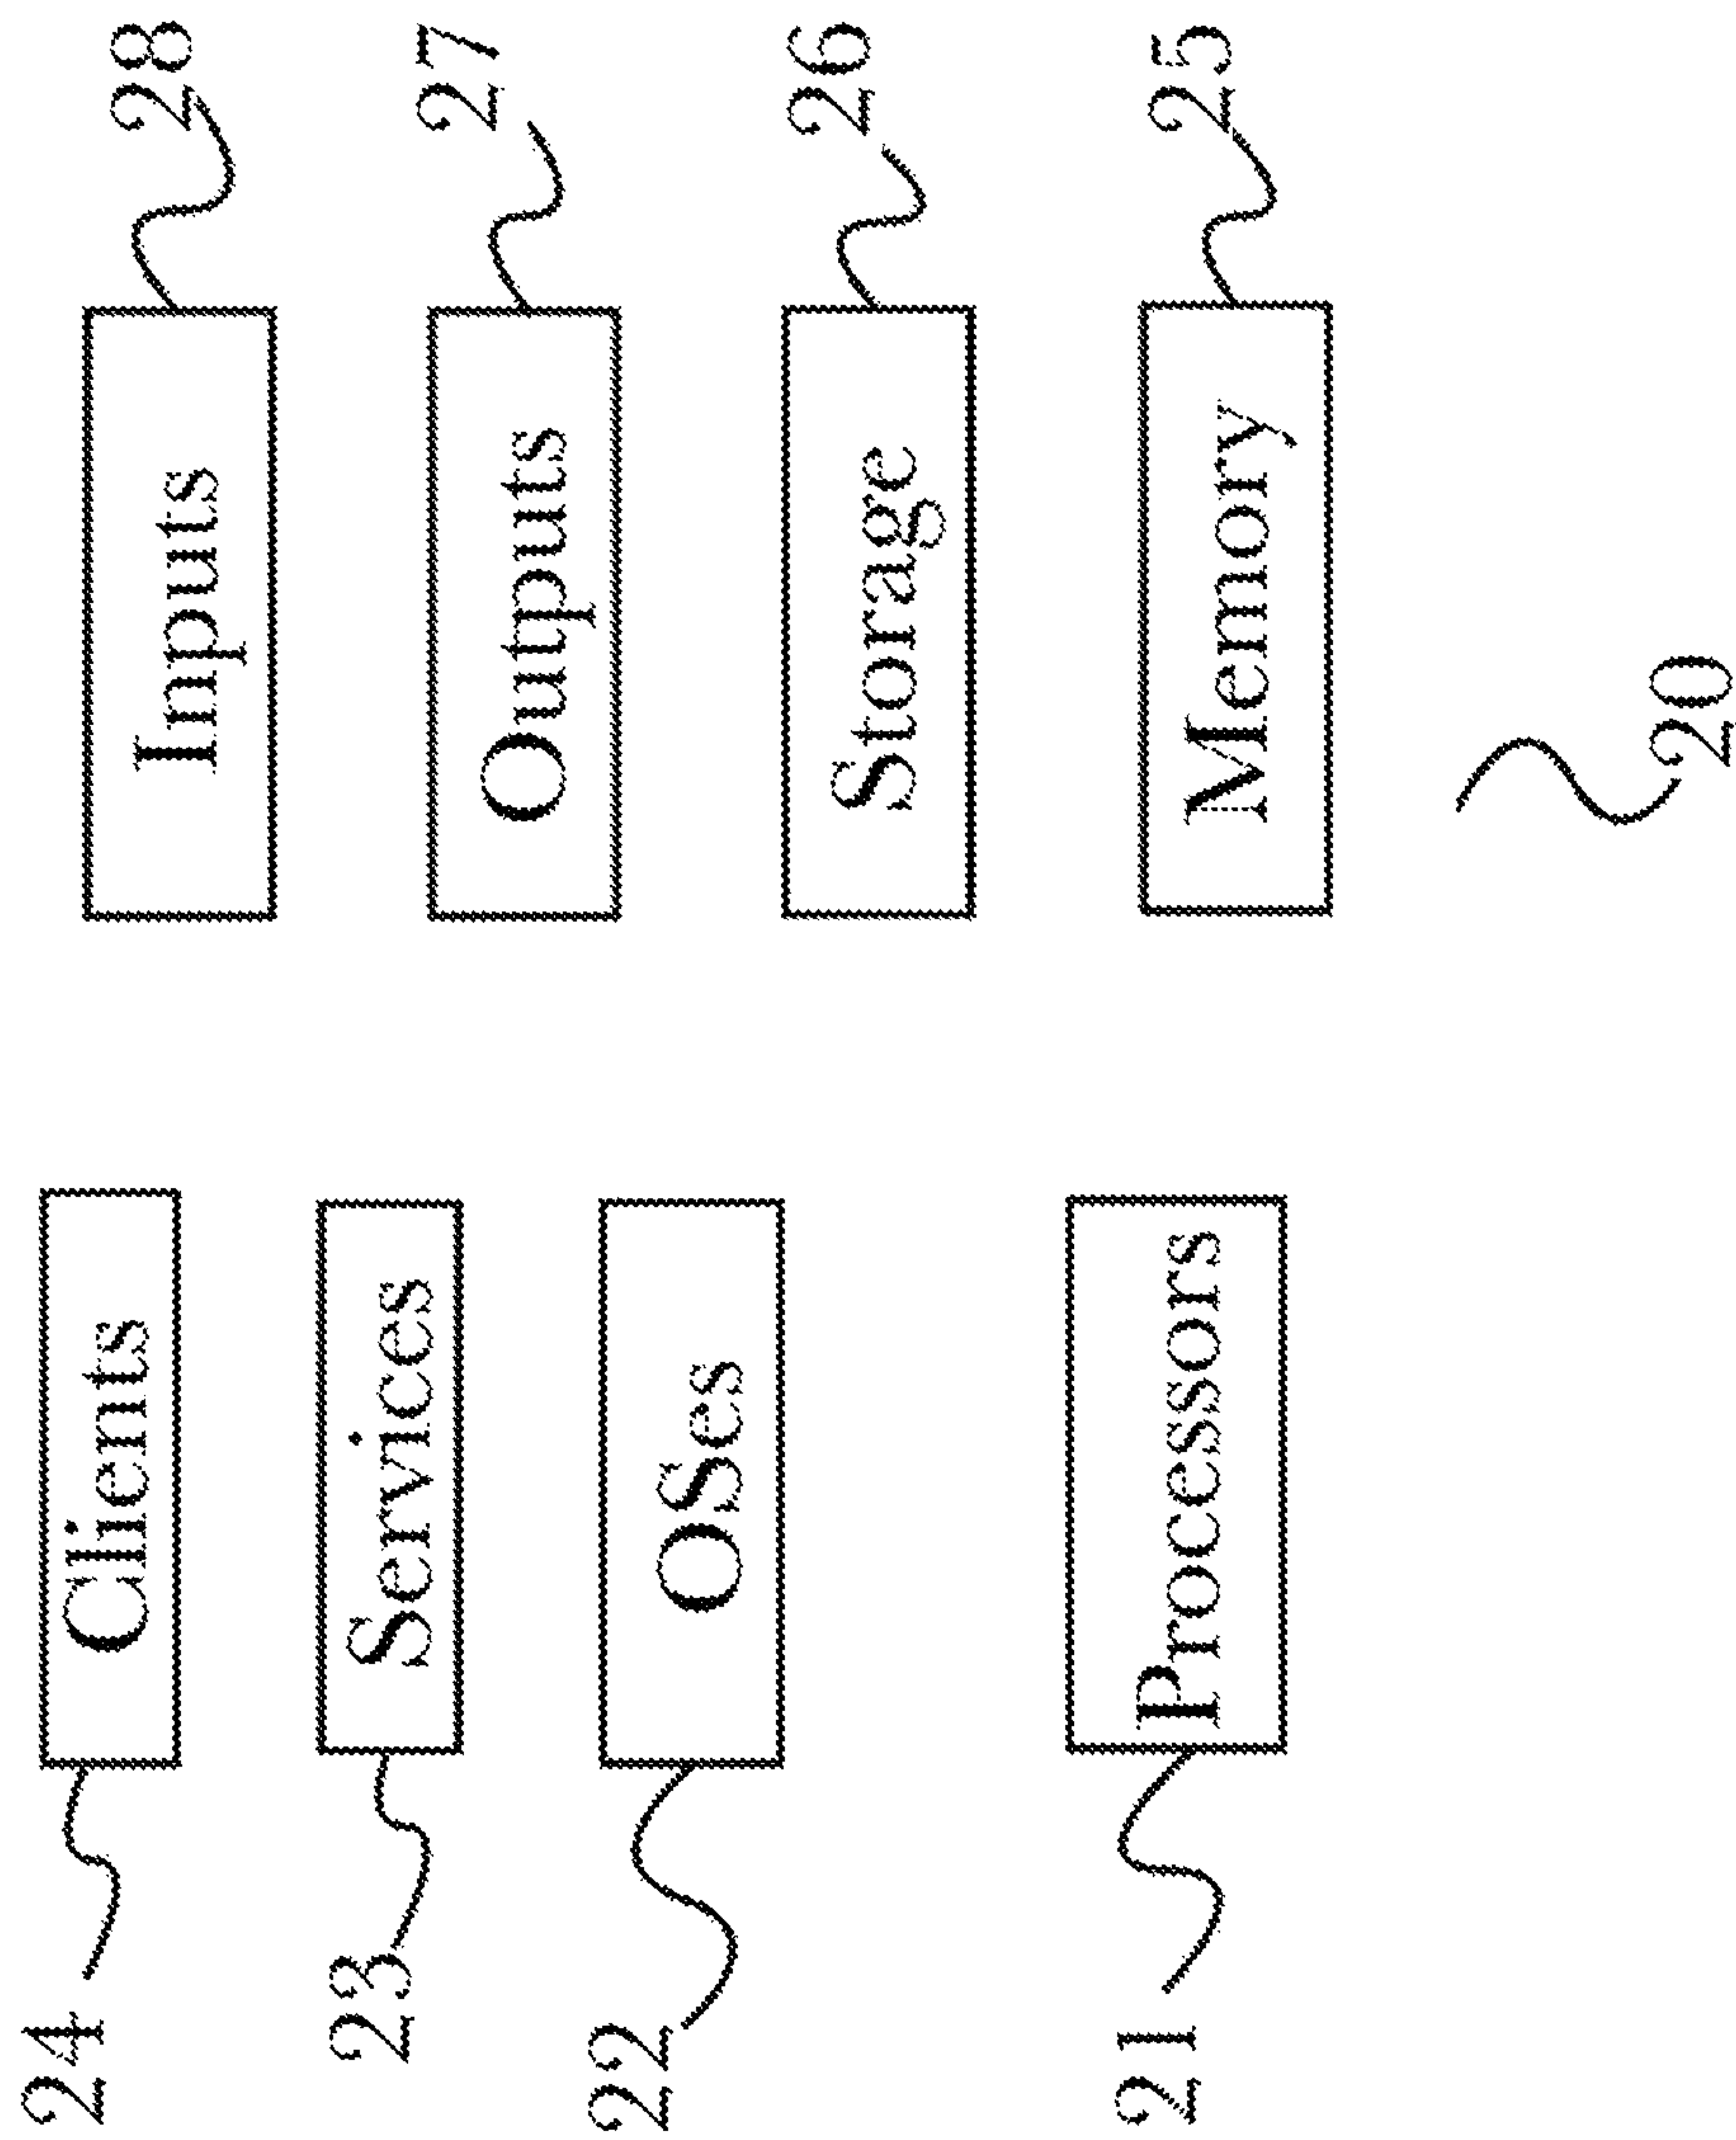 24 Clients Inputs 28
23 Services Outputs 27
22 OSes Storage 26
21 Processors Memory 25
20